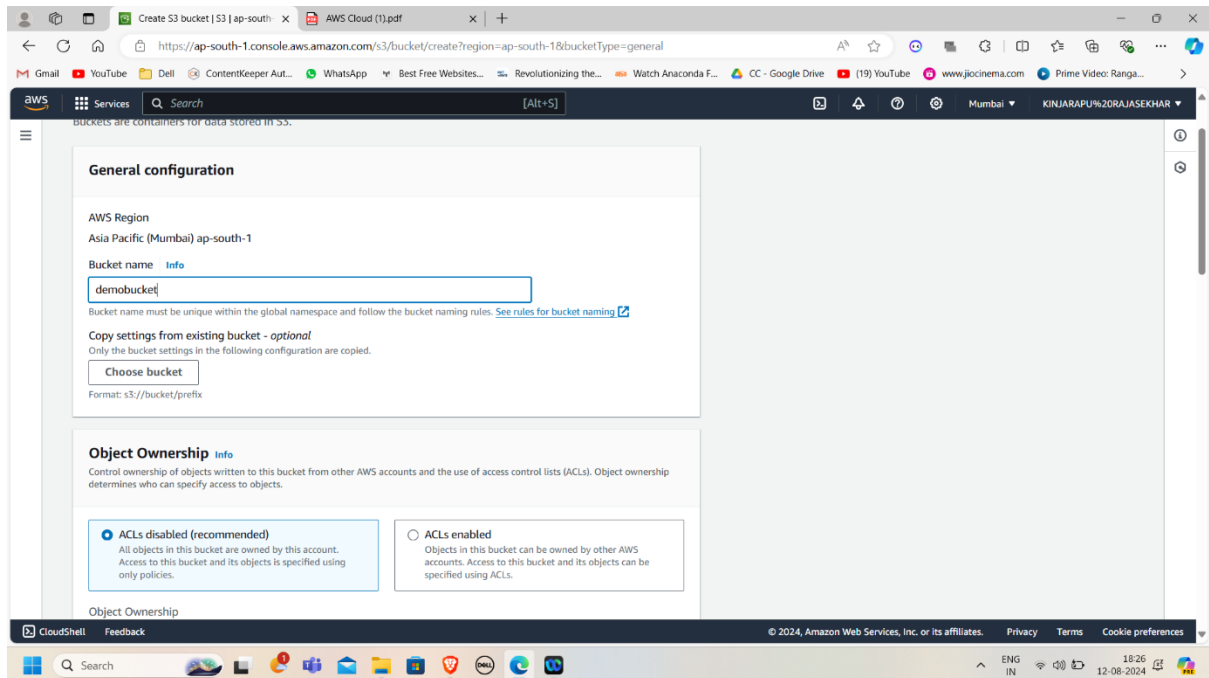 Create S3 bucket | S3 | ap-south-
AWS Cloud (1).pdf
https://ap-south-1.console.aws.amazon.com/s3/bucket/create?region=ap-south-1&bucketType=general
Gmail YouTube Dell ContentKeeper Aut... WhatsApp Best Free Websites... Revolutionizing the... Watch Anaconda F... CC - Google Drive (19) YouTube www.jiocinema.com Prime Video: Ranga...
aws Services Search [Alt+S] Mumbai KINJARAPU%20RAJASEKHAR
Buckets are containers for data stored in S3.
General configuration
AWS Region
Asia Pacific (Mumbai) ap-south-1
Bucket name Info
demobucket
Bucket name must be unique within the global namespace and follow the bucket naming rules. See rules for bucket naming
Copy settings from existing bucket - optional
Only the bucket settings in the following configuration are copied.
Choose bucket
Format: s3://bucket/prefix
Object Ownership Info
Control ownership of objects written to this bucket from other AWS accounts and the use of access control lists (ACLs). Object ownership
determines who can specify access to objects.
ACLs disabled (recommended)
All objects in this bucket are owned by this account.
Access to this bucket and its objects is specified using
only policies.
ACLs enabled
Objects in this bucket can be owned by other AWS
accounts. Access to this bucket and its objects can be
specified using ACLs.
Object Ownership
CloudShell Feedback © 2024, Amazon Web Services, Inc. or its affiliates. Privacy Terms Cookie preferences
Search
ENG
IN
18:26
12-08-2024